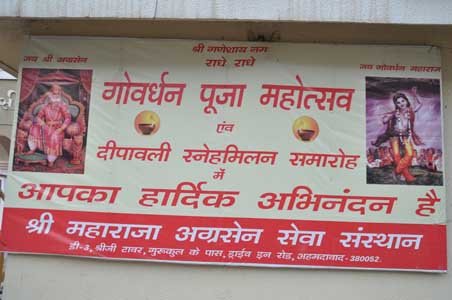 श्री गणेशाय नमः
जय श्री अग्रसेन
राधे राधे
जय गोवर्धन महाराज
गोवर्धन पूजा महोत्सव
एंव
दीपावली स्नेहमिलन समारोह
में
आपका हार्दिक अभिनंदन है
श्री महाराजा अग्रसेन सेवा संस्थान
डी-3, श्रीजी टावर, गुरूकुल के पास, ड्राईव इन रोड, अहमदाबाद-380052.